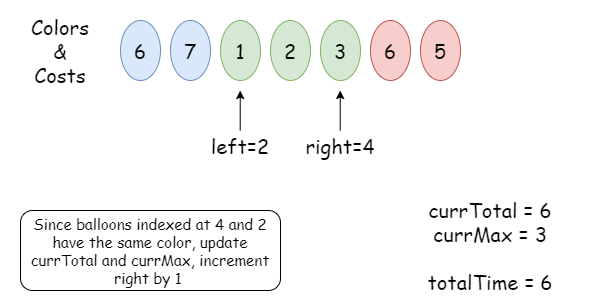 Colors
&
Costs
6 7 1 2 3 6 5
left=2 right=4
Since balloons indexed at 4 and 2
have the same color, update
currTotal and currMax, increment
right by 1
currTotal = 6
currMax = 3
totalTime = 6